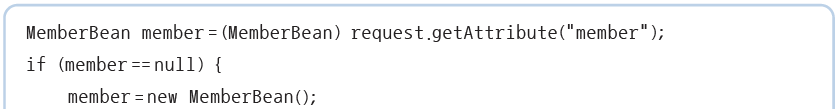 MemberBean member=(MemberBean) request.getAttribute("member");
if (member==null) {
    member=new MemberBean();